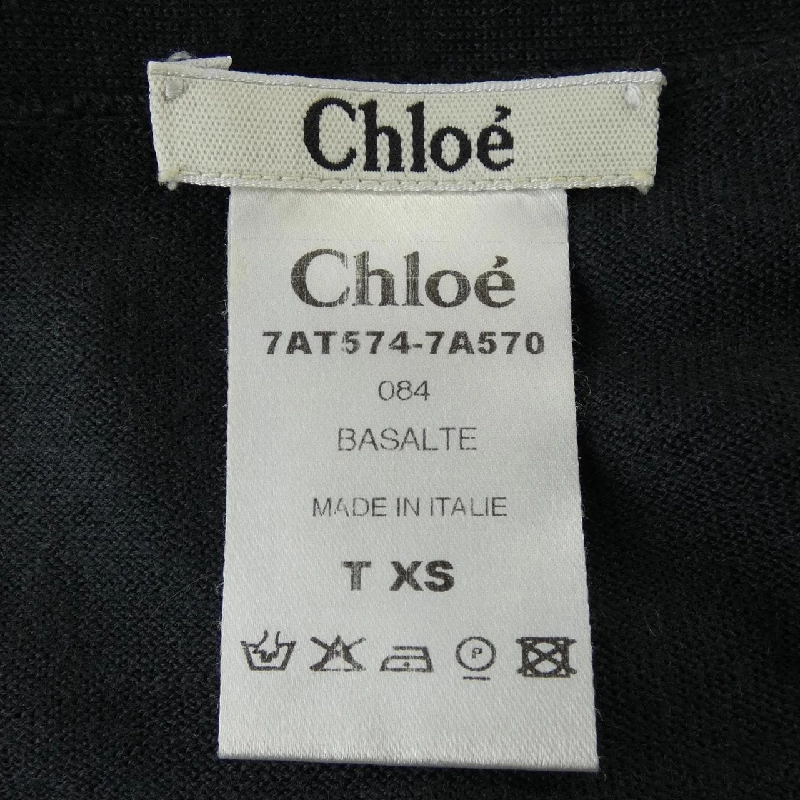 Chloé
Chloé
7AT574-7A570
084
BASALTE
MADE IN ITALIE
T XS
P